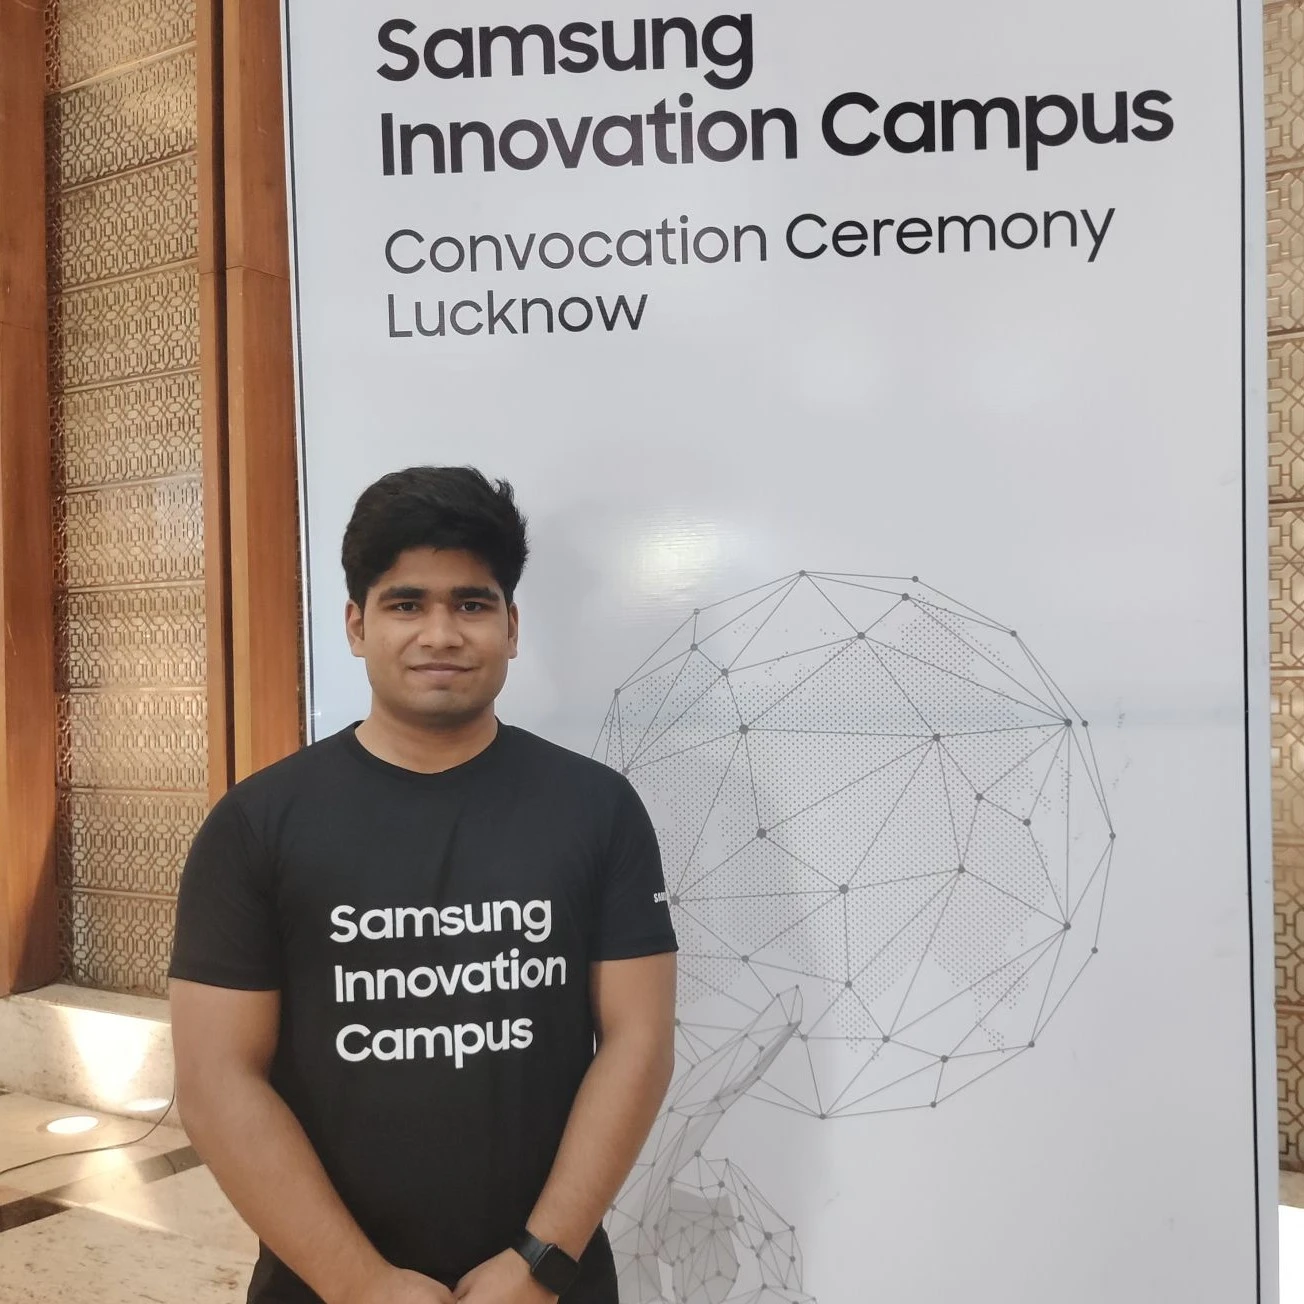 Samsung
Innovation Campus
Convocation Ceremony
Lucknow
Samsung
Innovation
Campus